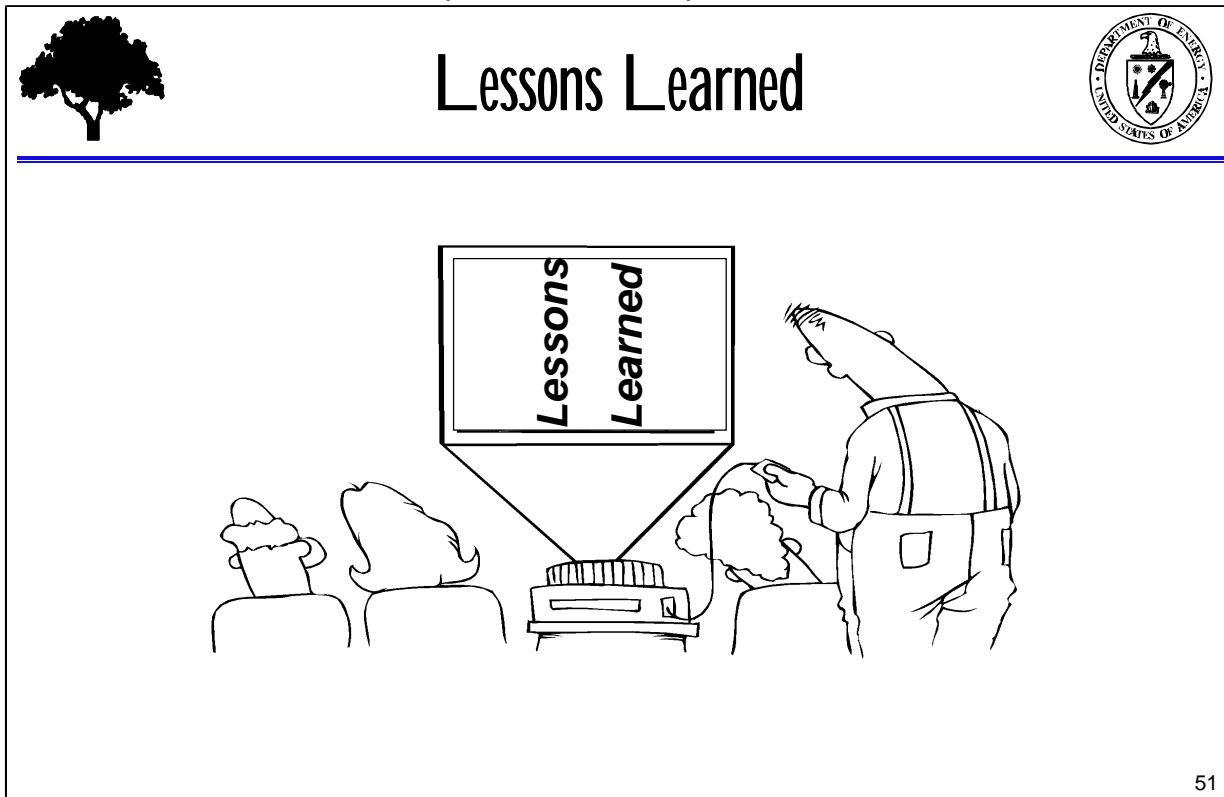 Lessons Learned
DEPARTMENT OF ENERGY
UNITED STATES OF AMERICA
Lessons
Learned
51